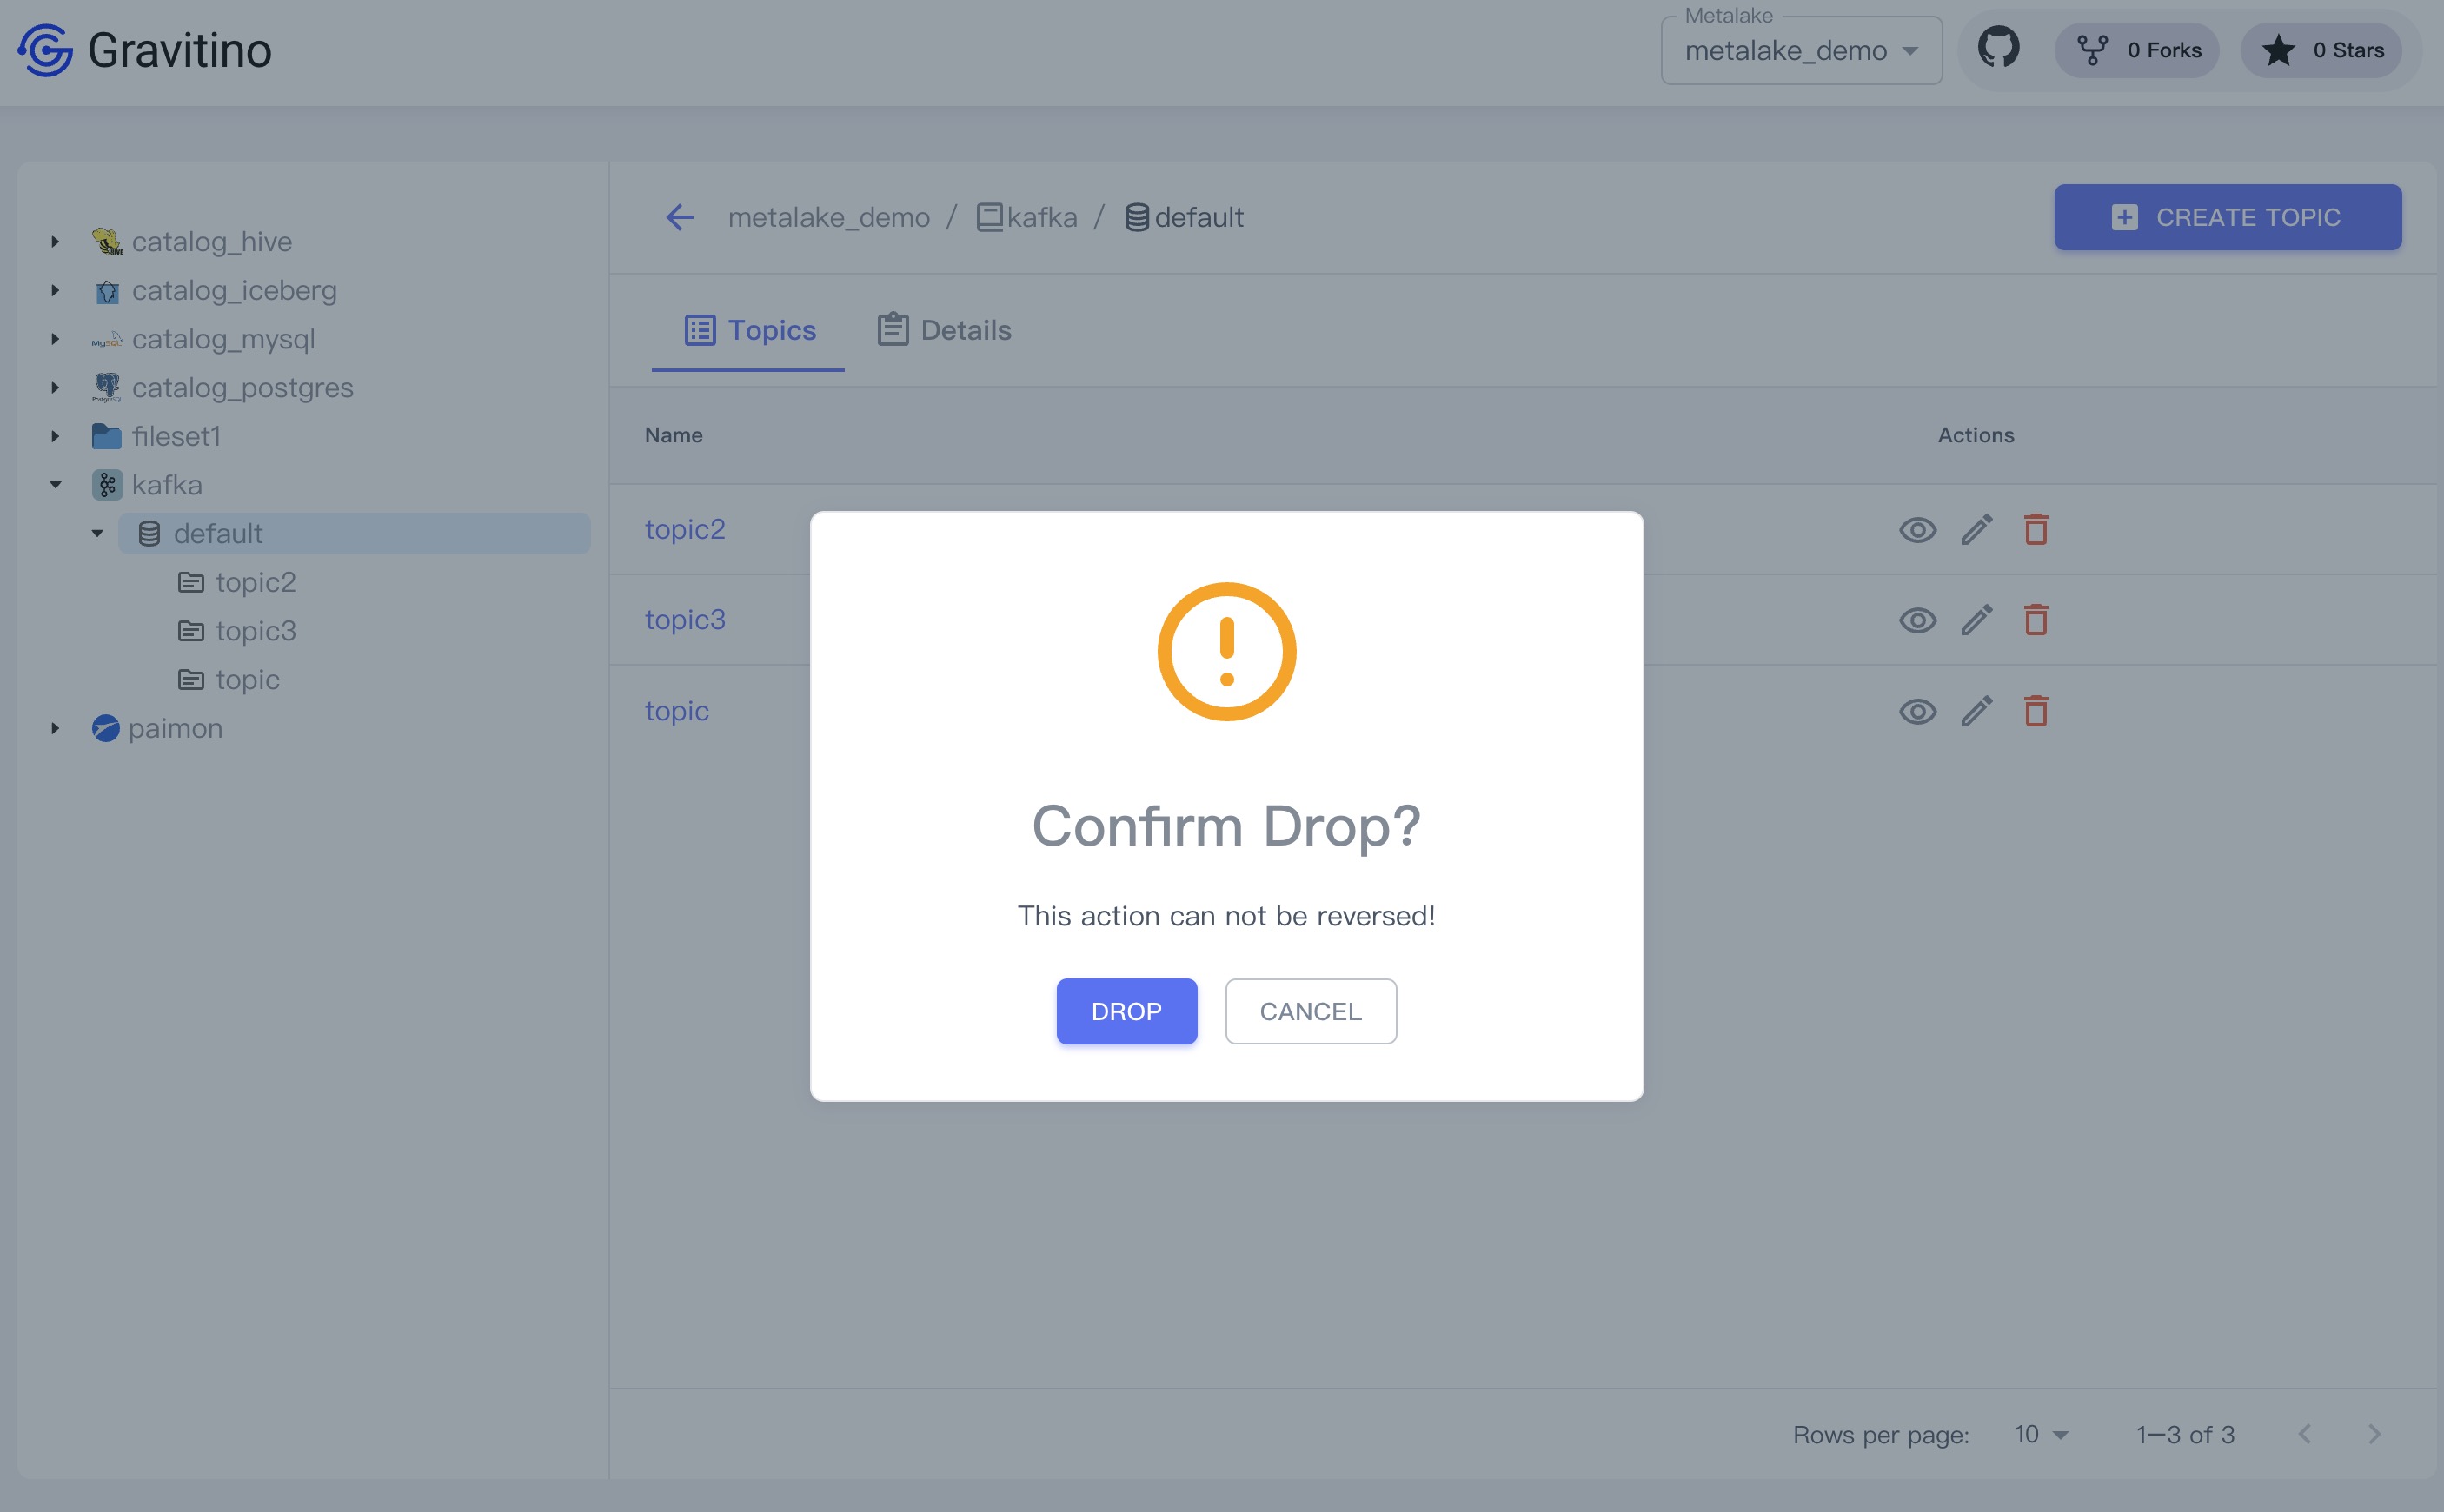 Gravitino
Metalake
metalake_demo
0 Forks
0 Stars
catalog_hive
catalog_iceberg
catalog_mysql
catalog_postgres
fileset1
kafka
default
topic2
topic3
topic
paimon
metalake_demo / kafka / default
CREATE TOPIC
Topics
Details
Name
Actions
topic2
topic3
topic
Confirm Drop?
This action can not be reversed!
DROP
CANCEL
Rows per page:
10
1–3 of 3